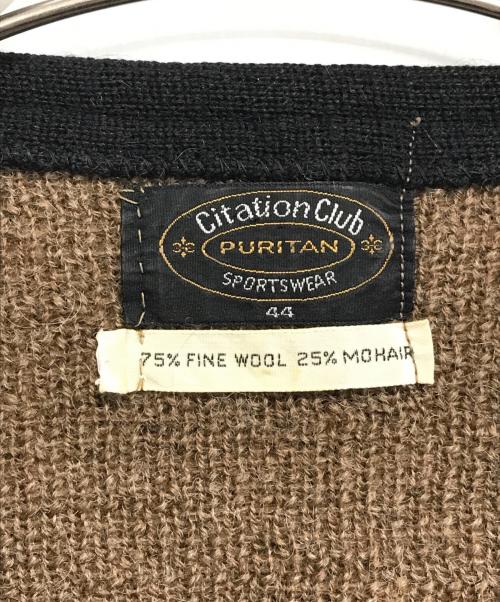 Citation Club
PURITAN
SPORTSWEAR
44
75% FINE WOOL 25% MOHAIR